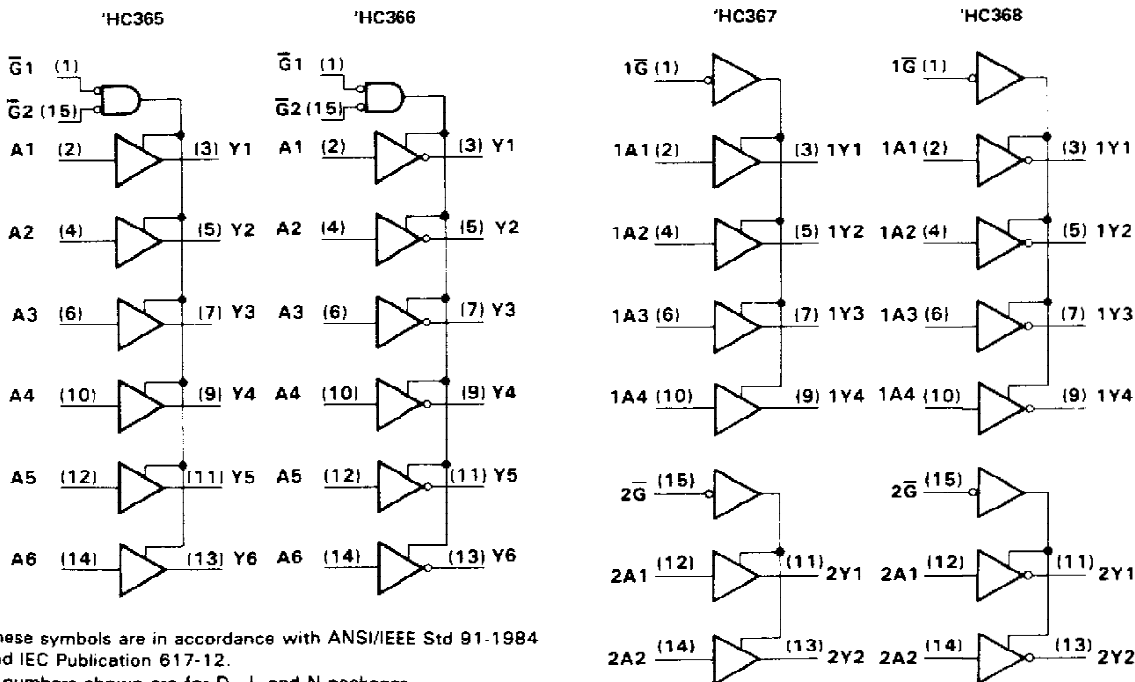 'HC365
G̅1 (1)
G̅2 (15)
A1 (2) (3) Y1
A2 (4) (5) Y2
A3 (6) (7) Y3
A4 (10) (9) Y4
A5 (12) (11) Y5
A6 (14) (13) Y6
'HC366
G̅1 (1)
G̅2 (15)
A1 (2) (3) Y1
A2 (4) (5) Y2
A3 (6) (7) Y3
A4 (10) (9) Y4
A5 (12) (11) Y5
A6 (14) (13) Y6
'HC367
1G̅ (1)
1A1 (2) (3) 1Y1
1A2 (4) (5) 1Y2
1A3 (6) (7) 1Y3
1A4 (10) (9) 1Y4
2G̅ (15)
2A1 (12) (11) 2Y1
2A2 (14) (13) 2Y2
'HC368
1G̅ (1)
1A1 (2) (3) 1Y1
1A2 (4) (5) 1Y2
1A3 (6) (7) 1Y3
1A4 (10) (9) 1Y4
2G̅ (15)
2A1 (12) (11) 2Y1
2A2 (14) (13) 2Y2
hese symbols are in accordance with ANSI/IEEE Std 91-1984
d IEC Publication 617-12.
numbers shown are for D, J, and N packages